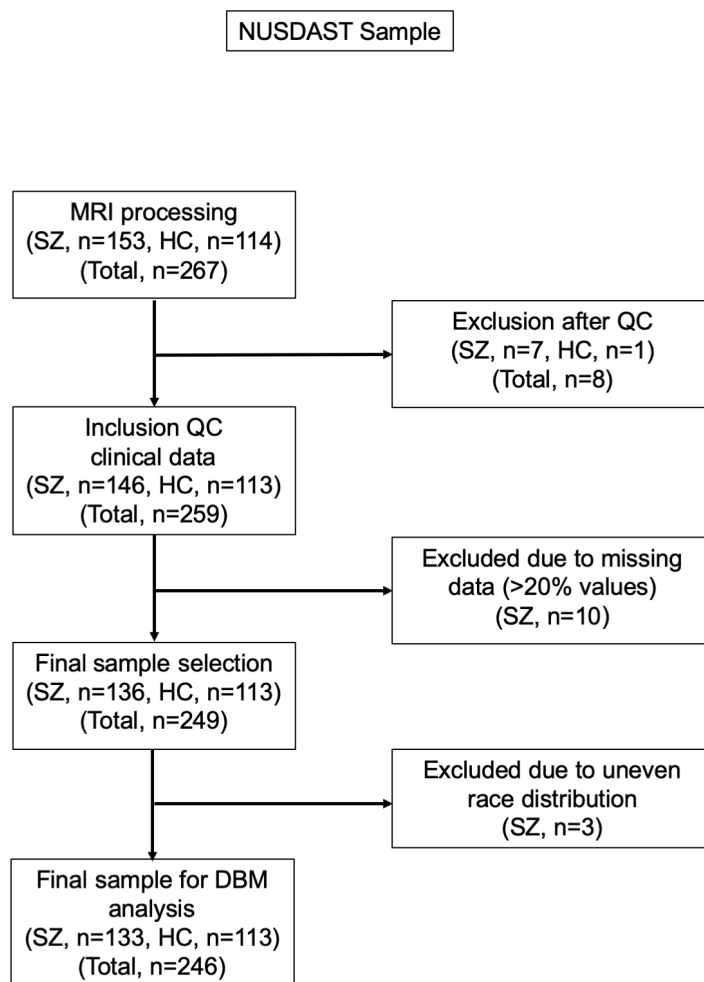 NUSDAST Sample
MRI processing
(SZ, n=153, HC, n=114)
(Total, n=267)
Exclusion after QC
(SZ, n=7, HC, n=1)
(Total, n=8)
Inclusion QC
clinical data
(SZ, n=146, HC, n=113)
(Total, n=259)
Excluded due to missing
data (>20% values)
(SZ, n=10)
Final sample selection
(SZ, n=136, HC, n=113)
(Total, n=249)
Excluded due to uneven
race distribution
(SZ, n=3)
Final sample for DBM
analysis
(SZ, n=133, HC, n=113)
(Total, n=246)